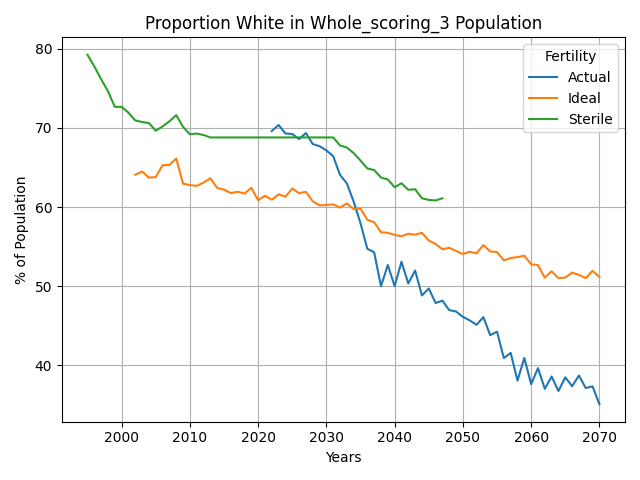 Proportion White in Whole_scoring_3 Population
Fertility
Actual
Ideal
Sterile
% of Population
80
70
60
50
40
2000 2010 2020 2030 2040 2050 2060 2070
Years